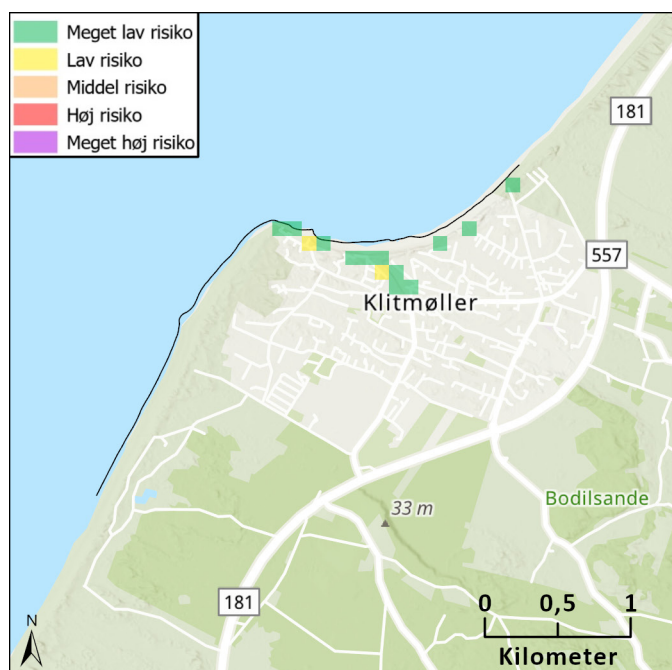 Meget lav risiko
Lav risiko
Middel risiko
Høj risiko
Meget høj risiko
181
557
Klitmøller
Bodilsande
33 m
181
0 0,5 1
Kilometer
N